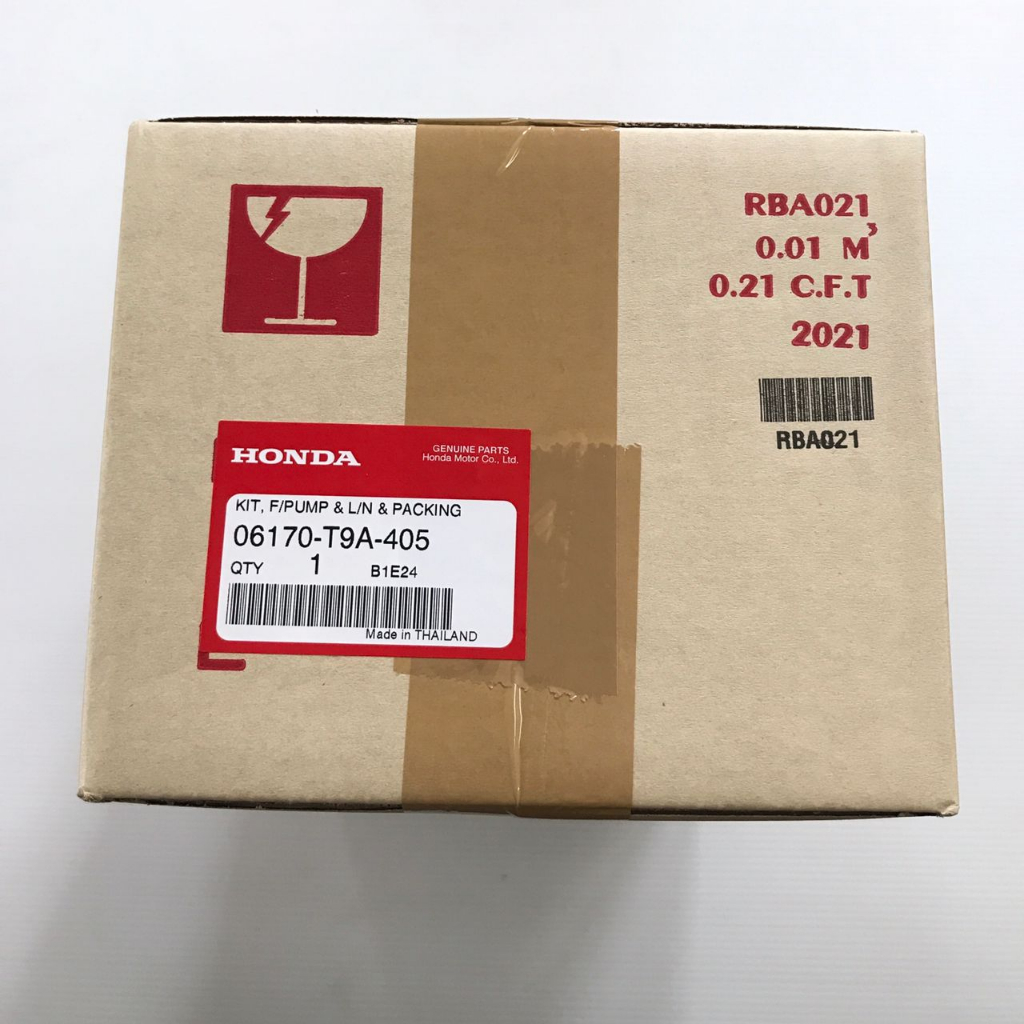 RBA021
0.01 M³
0.21 C.F.T
2021
RBA021
HONDA
GENUINE PARTS
Honda Motor Co., Ltd.
KIT, F/PUMP & L/N & PACKING
06170-T9A-405
QTY 1 B1E24
Made in THAILAND